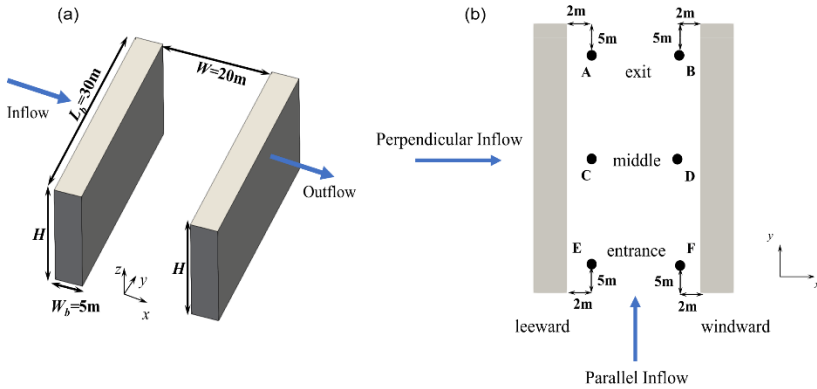 (a)
W=20m
L_b=30m
Inflow
Outflow
H
H
W_b=5m
z
y
x
(b)
2m
2m
5m
5m
A
exit
B
Perpendicular Inflow
C
middle
D
E
entrance
F
y
x
5m
5m
2m
2m
leeward
windward
Parallel Inflow